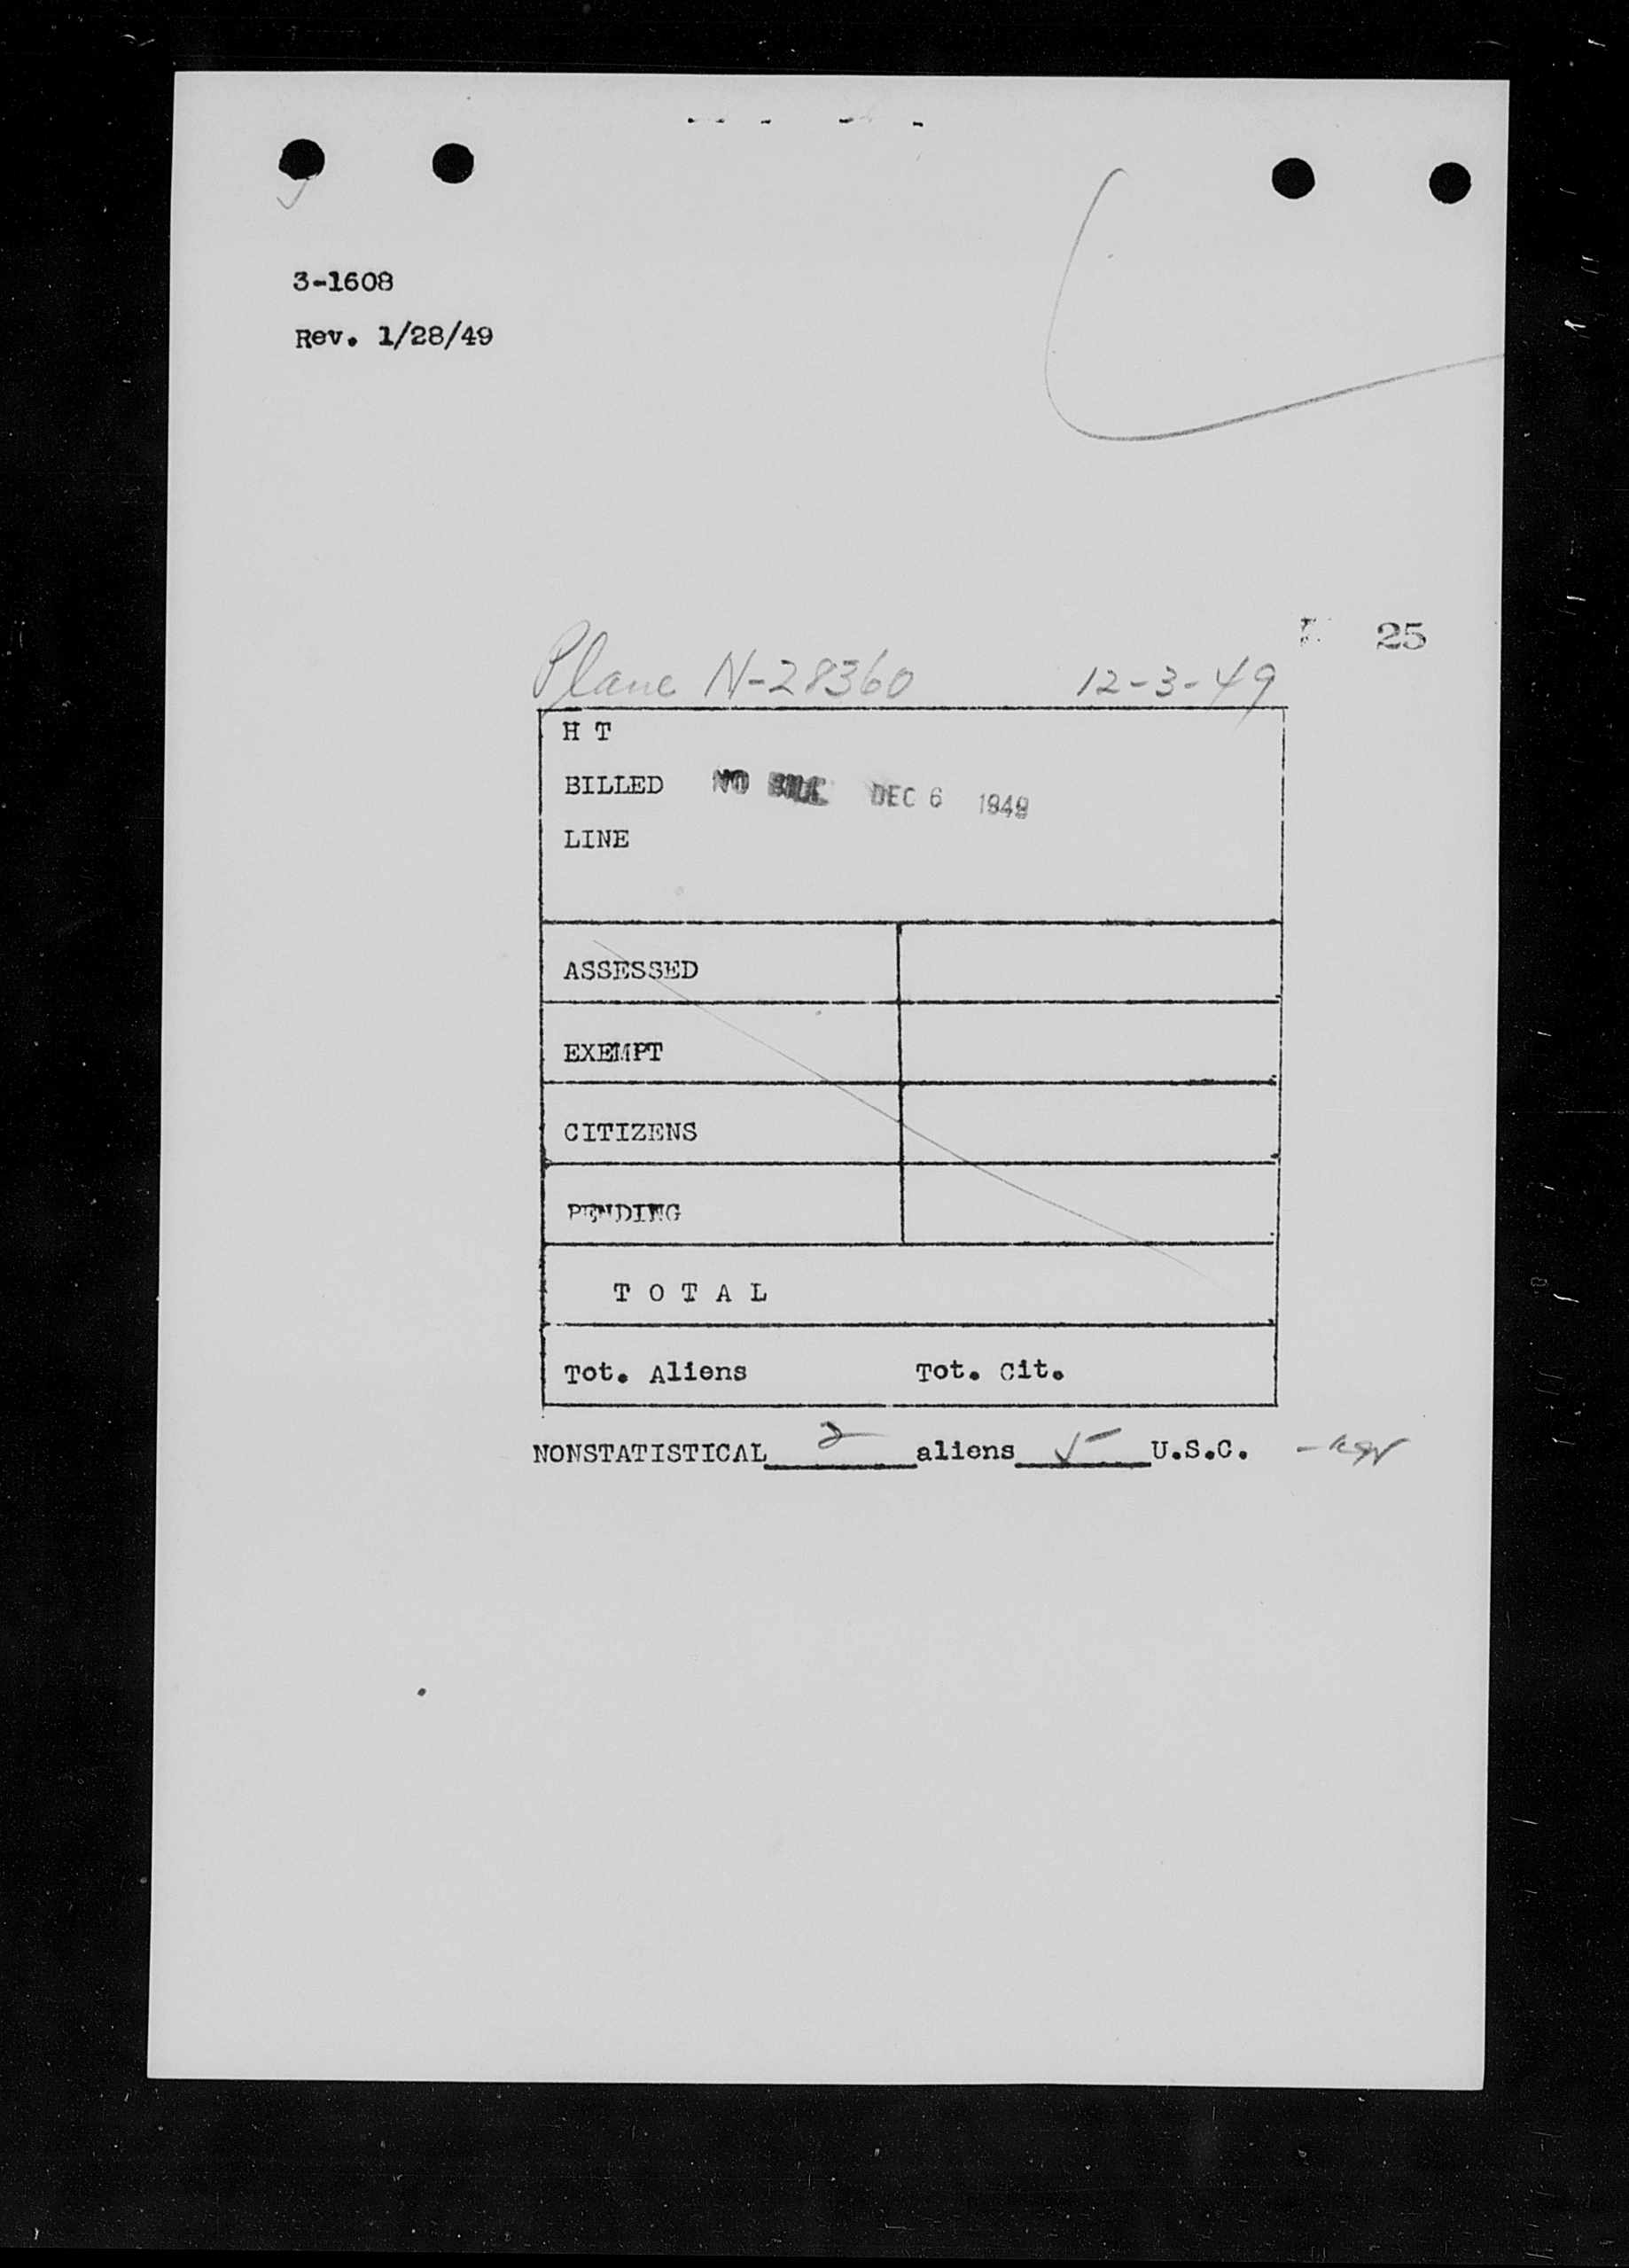 3-1608
Rev. 1/28/49
25
Plane N-28360 12-3-49
H T
BILLED NO BILL DEC 6 1949
LINE
ASSESSED
EXEMPT
CITIZENS
PENDING
T O T A L
Tot. Aliens Tot. Cit.
NONSTATISTICAL 2 aliens 5 U.S.C.